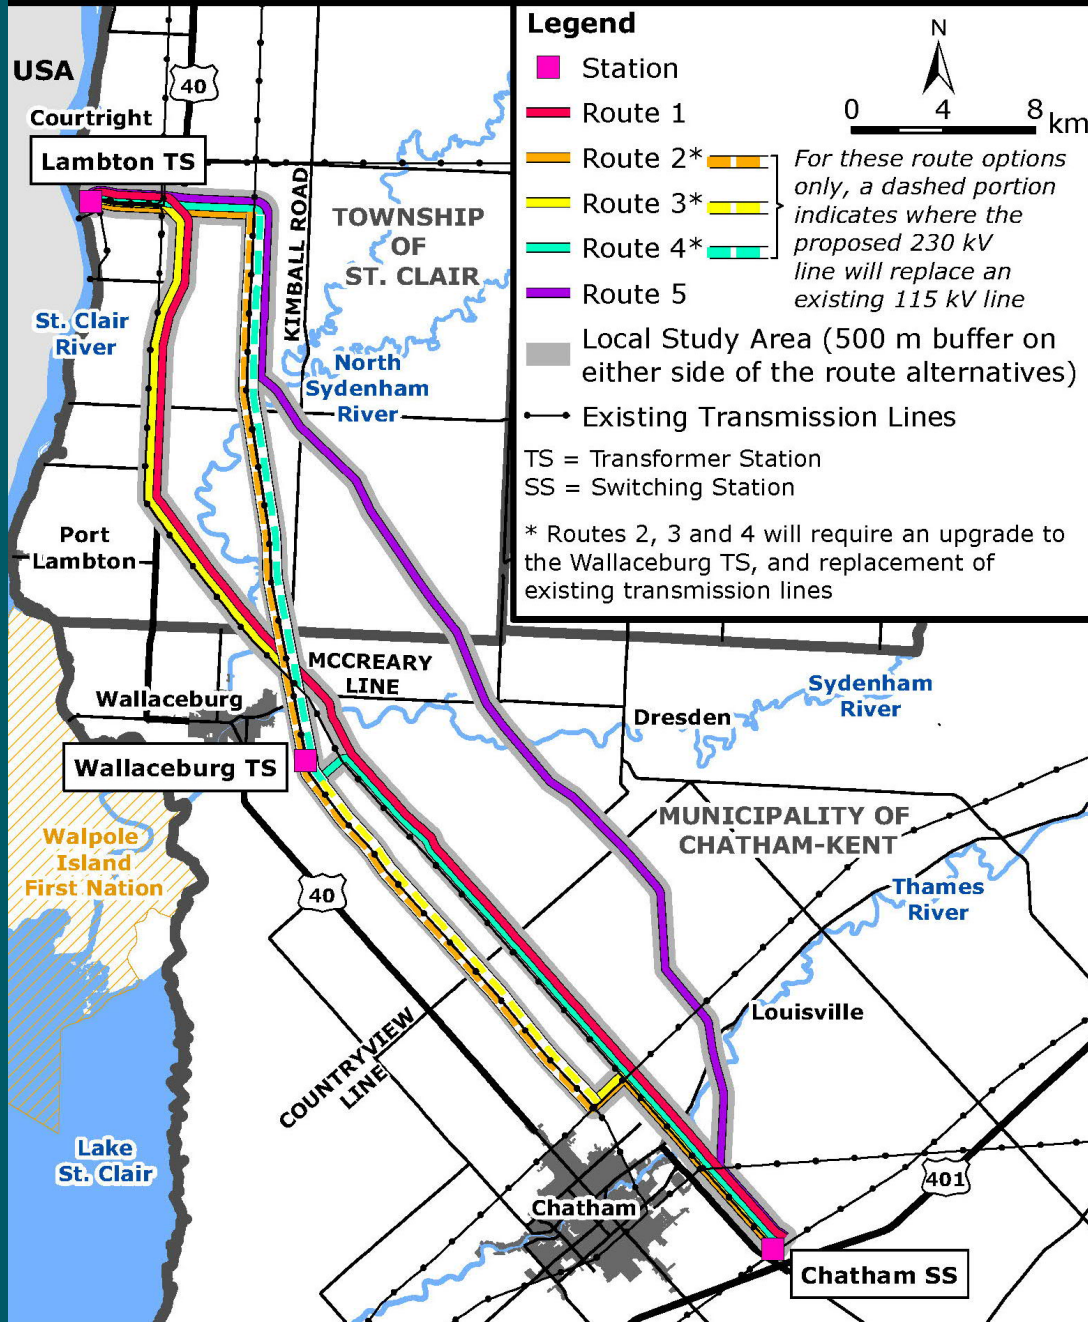 Legend
Station
Route 1
Route 2*
Route 3*
Route 4*
Route 5
For these route options
only, a dashed portion
indicates where the
proposed 230 kV
line will replace an
existing 115 kV line
Local Study Area (500 m buffer on
either side of the route alternatives)
Existing Transmission Lines
TS = Transformer Station
SS = Switching Station
* Routes 2, 3 and 4 will require an upgrade to
the Wallaceburg TS, and replacement of
existing transmission lines
N
0 4 8
km
USA
40
Courtright
Lambton TS
KIMBALL ROAD
TOWNSHIP
OF
ST. CLAIR
St. Clair
River
North
Sydenham
River
Port
Lambton
MCCREARY
LINE
Wallaceburg
Sydenham
River
Dresden
Wallaceburg TS
MUNICIPALITY OF
CHATHAM-KENT
Walpole
Island
First Nation
40
Thames
River
Louisville
COUNTRYVIEW
LINE
Lake
St. Clair
401
Chatham
Chatham SS